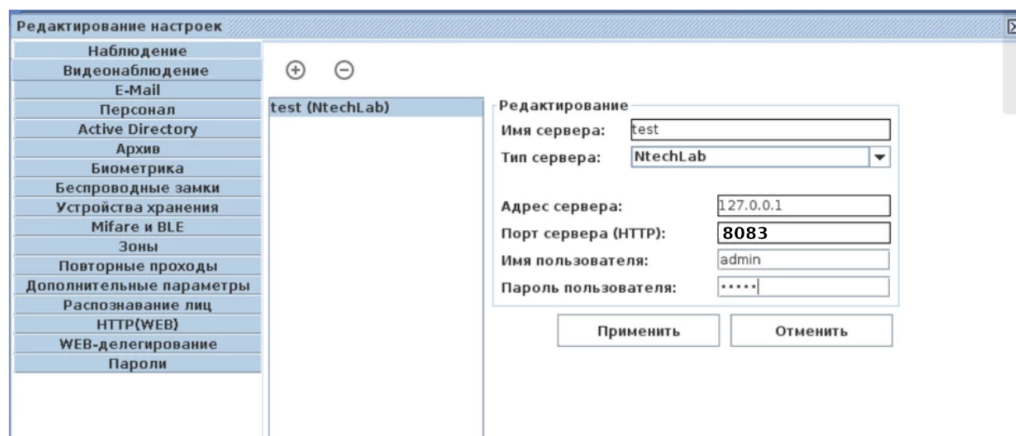 Редактирование настроек
Наблюдение
Видеонаблюдение
E-Mail
Персонал
Active Directory
Архив
Биометрика
Беспроводные замки
Устройства хранения
Mifare и BLE
Зоны
Повторные проходы
Дополнительные параметры
Распознавание лиц
HTTP(WEB)
WEB-делегирование
Пароли
test (NtechLab)
Редактирование
Имя сервера: test
Тип сервера: NtechLab
Адрес сервера: 127.0.0.1
Порт сервера (HTTP): 8083
Имя пользователя: admin
Пароль пользователя: •••••
Применить Отменить